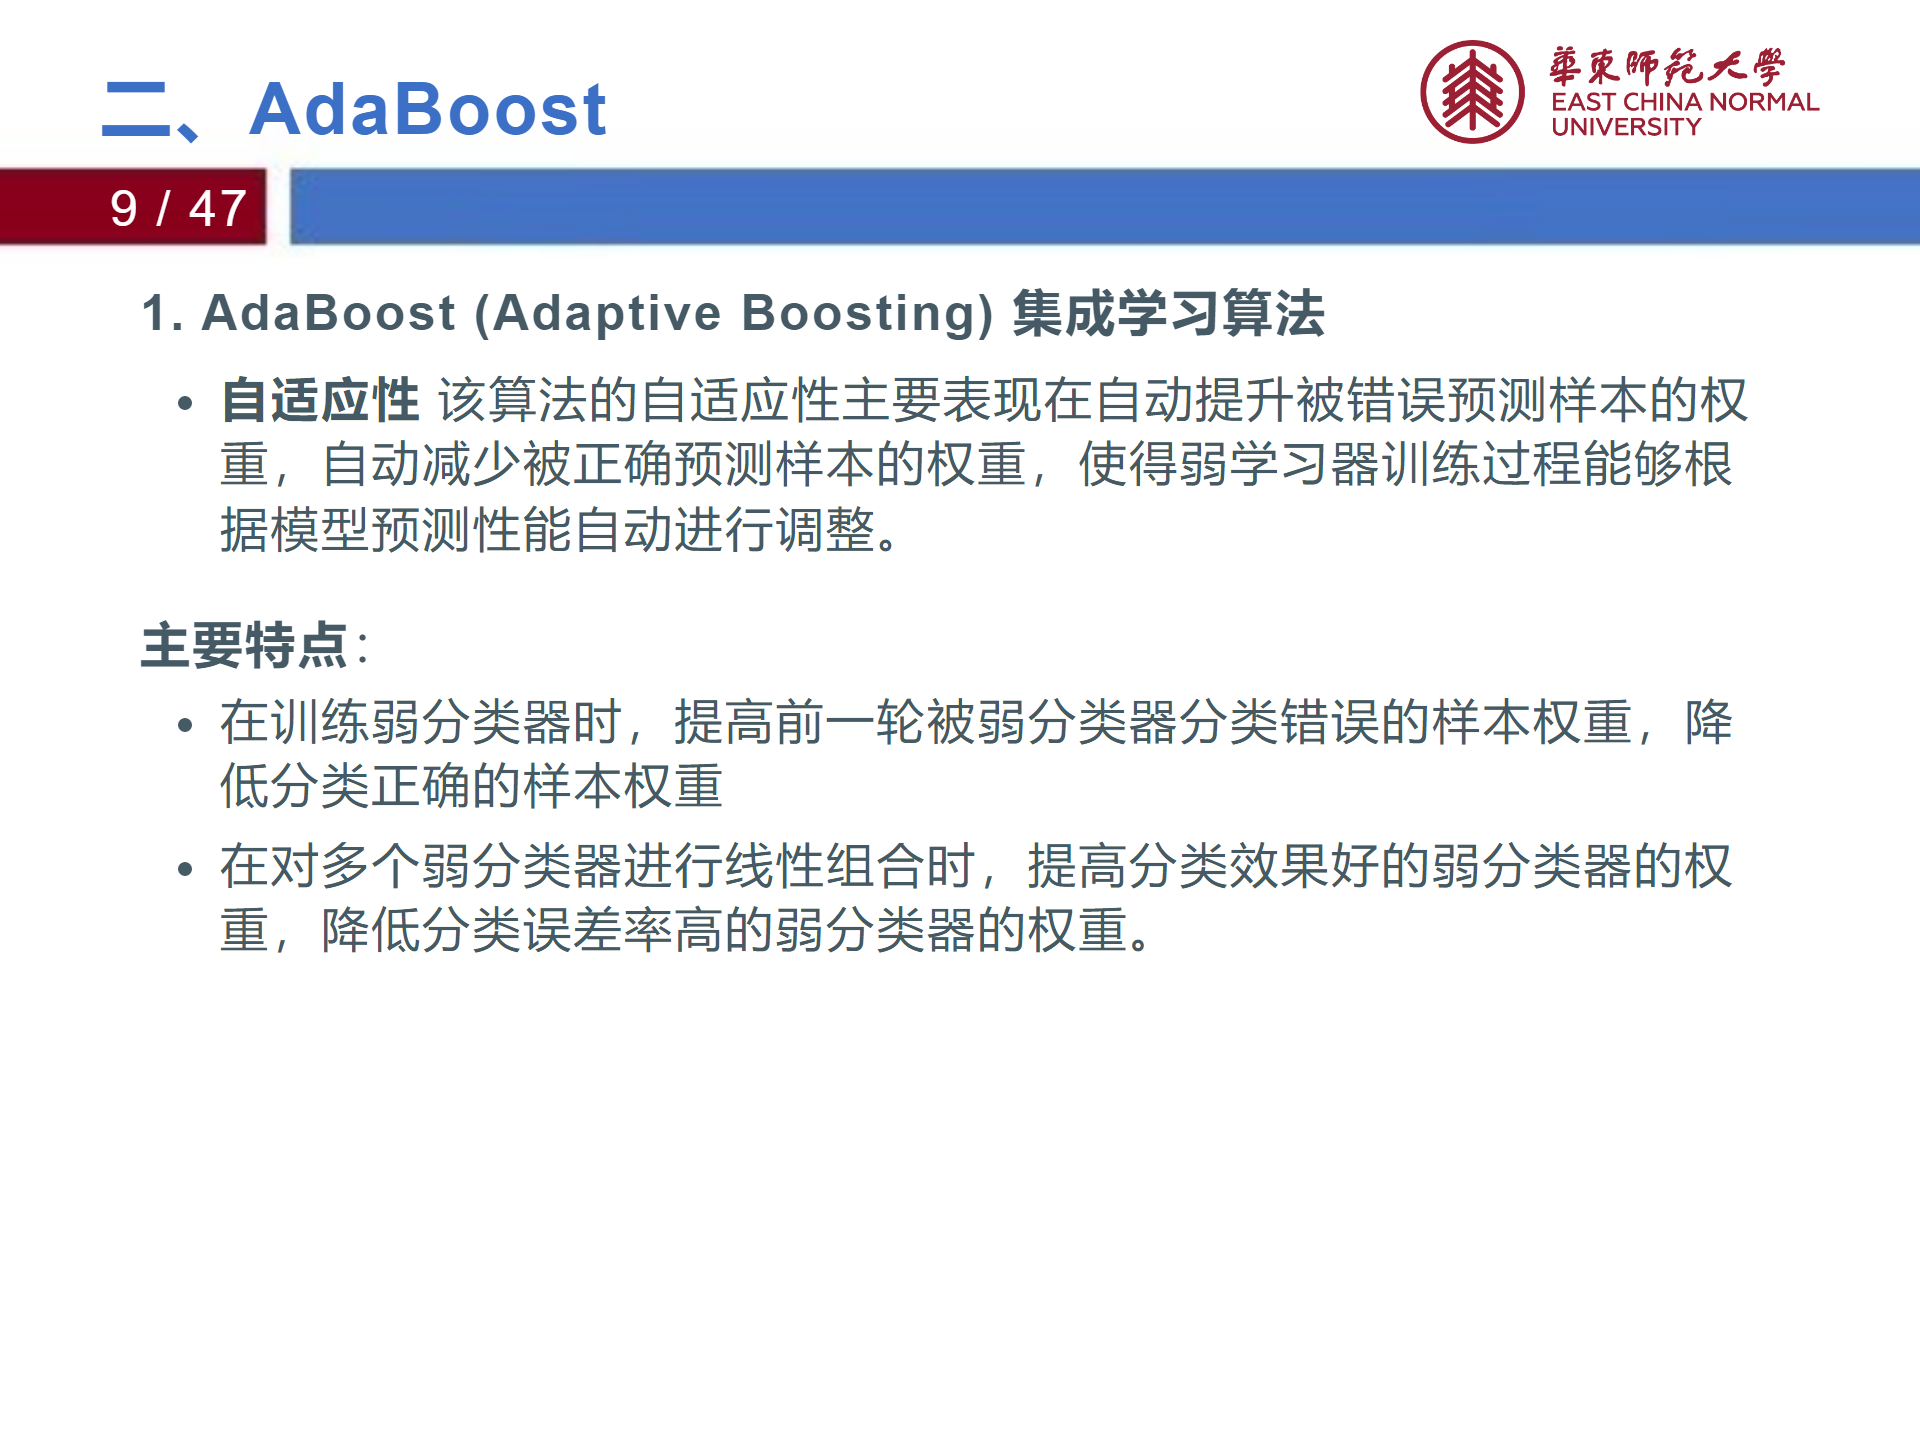 二、AdaBoost
華東師範大學
EAST CHINA NORMAL
UNIVERSITY
9 / 47
1. AdaBoost (Adaptive Boosting) 集成学习算法
• 自适应性 该算法的自适应性主要表现在自动提升被错误预测样本的权
重，自动减少被正确预测样本的权重，使得弱学习器训练过程能够根
据模型预测性能自动进行调整。
主要特点：
• 在训练弱分类器时，提高前一轮被弱分类器分类错误的样本权重，降
低分类正确的样本权重
• 在对多个弱分类器进行线性组合时，提高分类效果好的弱分类器的权
重，降低分类误差率高的弱分类器的权重。